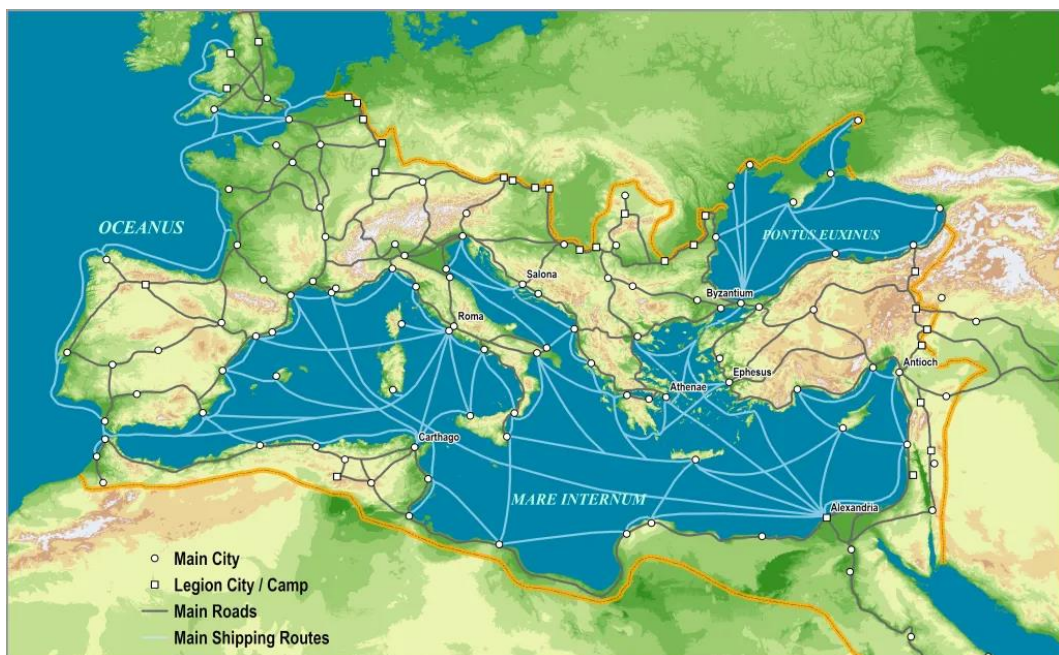 OCEANUS
PONTUS EUXINUS
Salona
Byzantium
Roma
Antioch
Ephesus
Athenae
Carthago
MARE INTERNUM
Alexandria
Main City
Legion City / Camp
Main Roads
Main Shipping Routes